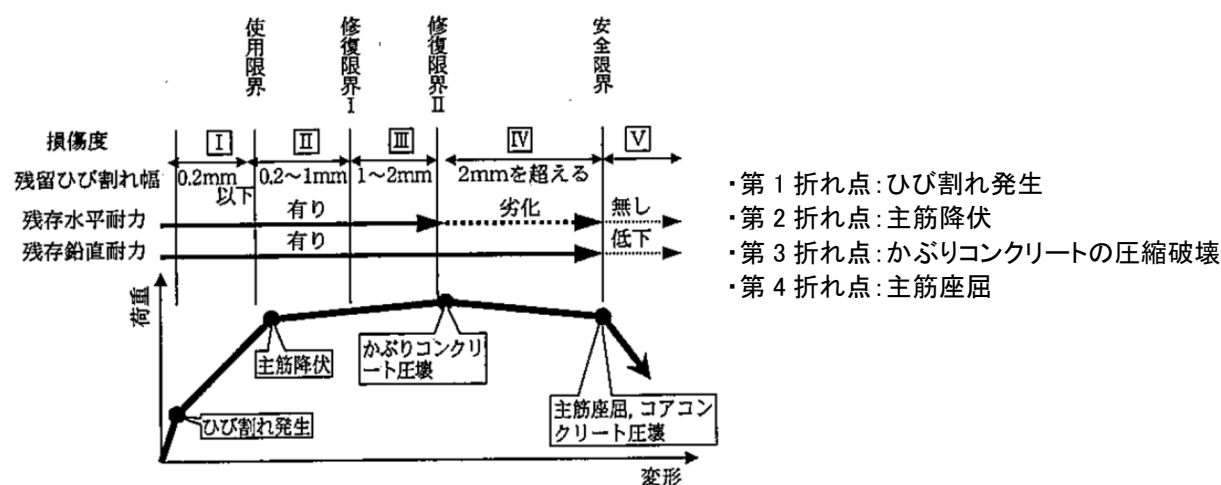 使用限界
修復限界Ⅰ
修復限界Ⅱ
安全限界
損傷度 Ⅰ Ⅱ Ⅲ Ⅳ Ⅴ
残留ひび割れ幅 0.2mm以下 0.2～1mm 1～2mm 2mmを超える
残存水平耐力 有り 劣化 無し
残存鉛直耐力 有り 低下
荷重
主筋降伏
かぶりコンクリ
ート圧壊
ひび割れ発生
主筋座屈, コアコン
クリート圧壊
変形
・第1折れ点：ひび割れ発生
・第2折れ点：主筋降伏
・第3折れ点：かぶりコンクリートの圧縮破壊
・第4折れ点：主筋座屈